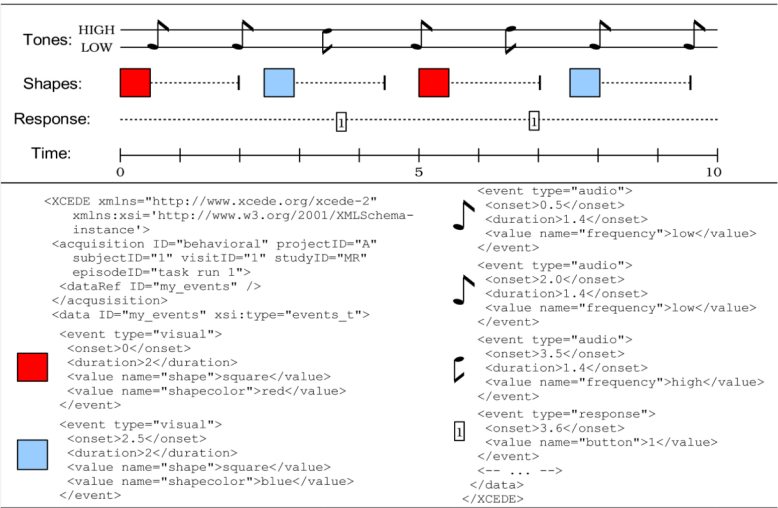 Tones: HIGH
LOW
Shapes:
Response: 1 1
Time:
0 5 10
<XCEDE xmlns="http://www.xcede.org/xcede-2"
xmlns:xsi='http://www.w3.org/2001/XMLSchema-
instance'>
<acquisition ID="behavioral" projectID="A"
subjectID="1" visitID="1" studyID="MR"
episodeID="task run 1">
<dataRef ID="my_events" />
</acqusisition>
<data ID="my_events" xsi:type="events_t">
<event type="visual">
<onset>0</onset>
<duration>2</duration>
<value name="shape">square</value>
<value name="shapecolor">red</value>
</event>
<event type="visual">
<onset>2.5</onset>
<duration>2</duration>
<value name="shape">square</value>
<value name="shapecolor">blue</value>
</event>
<event type="audio">
<onset>0.5</onset>
<duration>1.4</onset>
<value name="frequency">low</value>
</event>
<event type="audio">
<onset>2.0</onset>
<duration>1.4</onset>
<value name="frequency">low</value>
</event>
<event type="audio">
<onset>3.5</onset>
<duration>1.4</onset>
<value name="frequency">high</value>
</event>
1
<event type="response">
<onset>3.6</onset>
<value name="button">1</value>
</event>
<-- ... -->
</data>
</XCEDE>